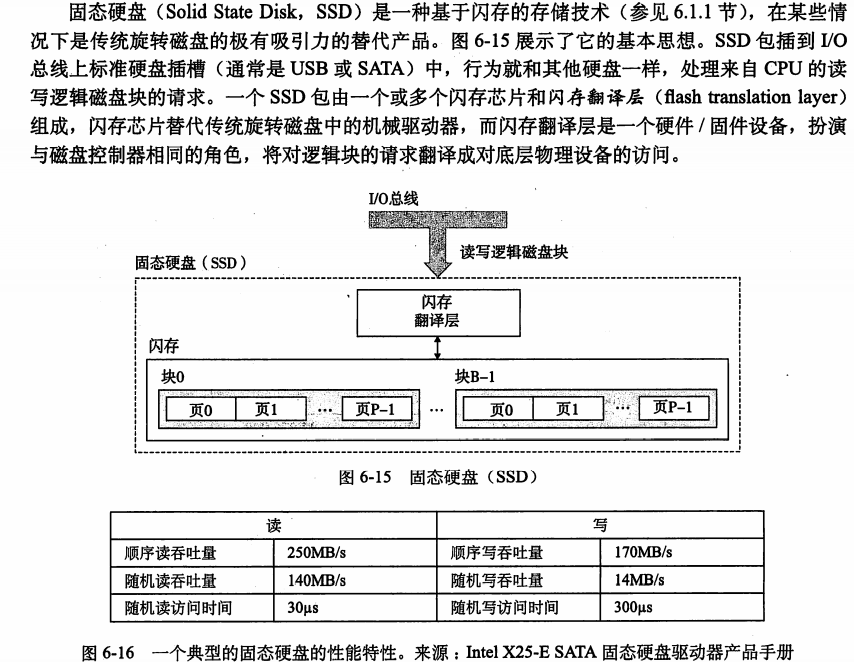 固态硬盘（Solid State Disk，SSD）是一种基于闪存的存储技术（参见 6.1.1 节），在某些情
况下是传统旋转磁盘的极有吸引力的替代产品。图 6-15 展示了它的基本思想。SSD 包插到 I/O
总线上标准硬盘插槽（通常是 USB 或 SATA）中，行为就和其他硬盘一样，处理来自 CPU 的读
写逻辑磁盘块的请求。一个 SSD 包由一个或多个闪存芯片和闪存翻译层（flash translation layer）
组成，闪存芯片替代传统旋转磁盘中的机械驱动器，而闪存翻译层是一个硬件 / 固件设备，扮演
与磁盘控制器相同的角色，将对逻辑块的请求翻译成对底层物理设备的访问。
I/O总线
读写逻辑磁盘块
固态硬盘（SSD）
闪存
翻译层
闪存
块0 块B-1
页0 页1 … 页P-1 … 页0 页1 … 页P-1
图 6-15 固态硬盘（SSD）
读 写
顺序读吞吐量 250MB/s 顺序写吞吐量 170MB/s
随机读吞吐量 140MB/s 随机写吞吐量 14MB/s
随机读访问时间 30μs 随机写访问时间 300μs
图 6-16 一个典型的固态硬盘的性能特性。来源：Intel X25-E SATA 固态硬盘驱动器产品手册